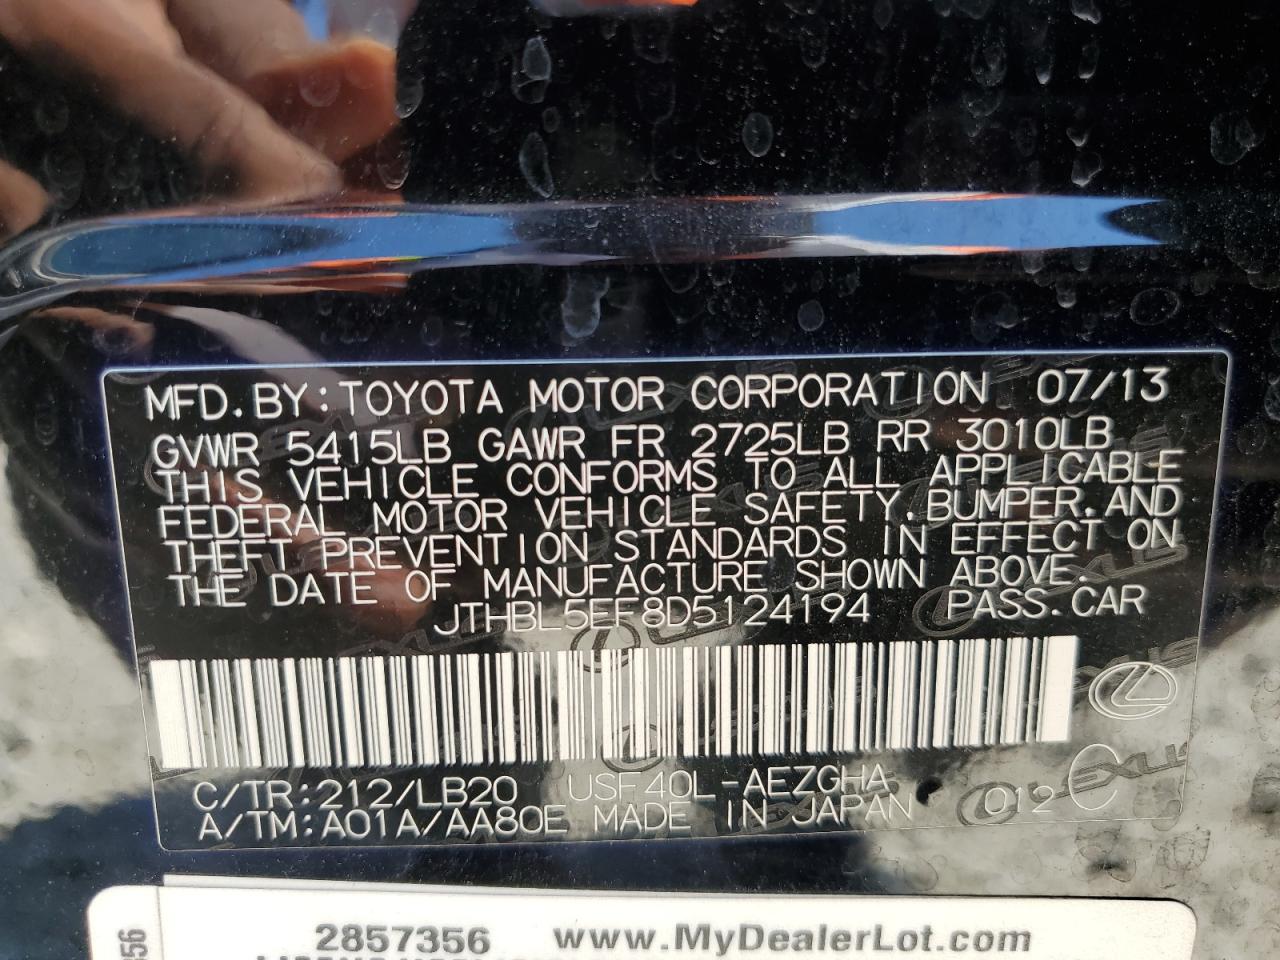 MFD.BY:TOYOTA MOTOR CORPORATION 07/13
GVWR 5415LB GAWR FR 2725LB RR 3010LB
THIS VEHICLE CONFORMS TO ALL APPLICABLE
FEDERAL MOTOR VEHICLE SAFETY,BUMPER,AND
THEFT PREVENTION STANDARDS IN EFFECT ON
THE DATE OF MANUFACTURE SHOWN ABOVE.
JTHBL5EF8D5124194 PASS.CAR
C/TR:212/LB20 USF40L-AEZGHA
A/TM:A01A/AA80E MADE IN JAPAN 012 C
LEXUS
2857356 www.MyDealerLot.com